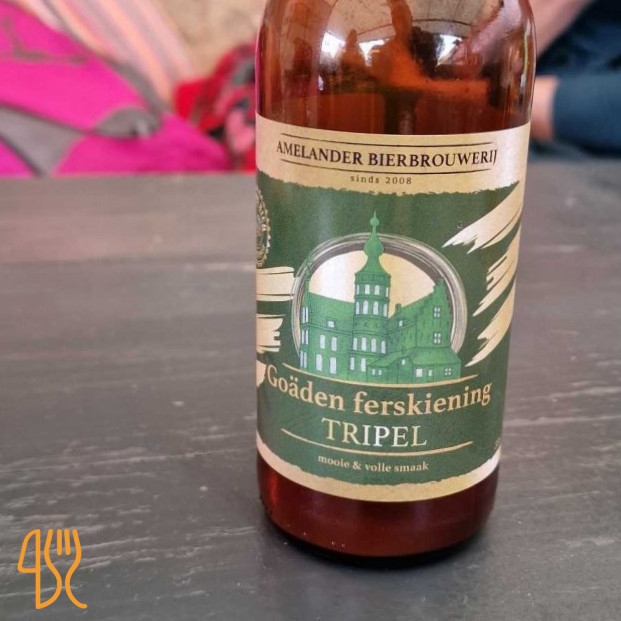 AMELANDER BIERBROUWERIJ
sinds 2008
Goäden ferskiening
TRIPEL
mooie & volle smaak